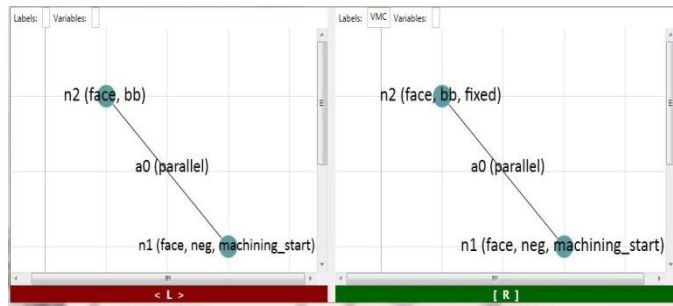 Labels: Variables:
n2 (face, bb)
a0 (parallel)
n1 (face, neg, machining_start)
< L >
Labels: VMC Variables:
n2 (face, bb, fixed)
a0 (parallel)
n1 (face, neg, machining_start)
[ R ]